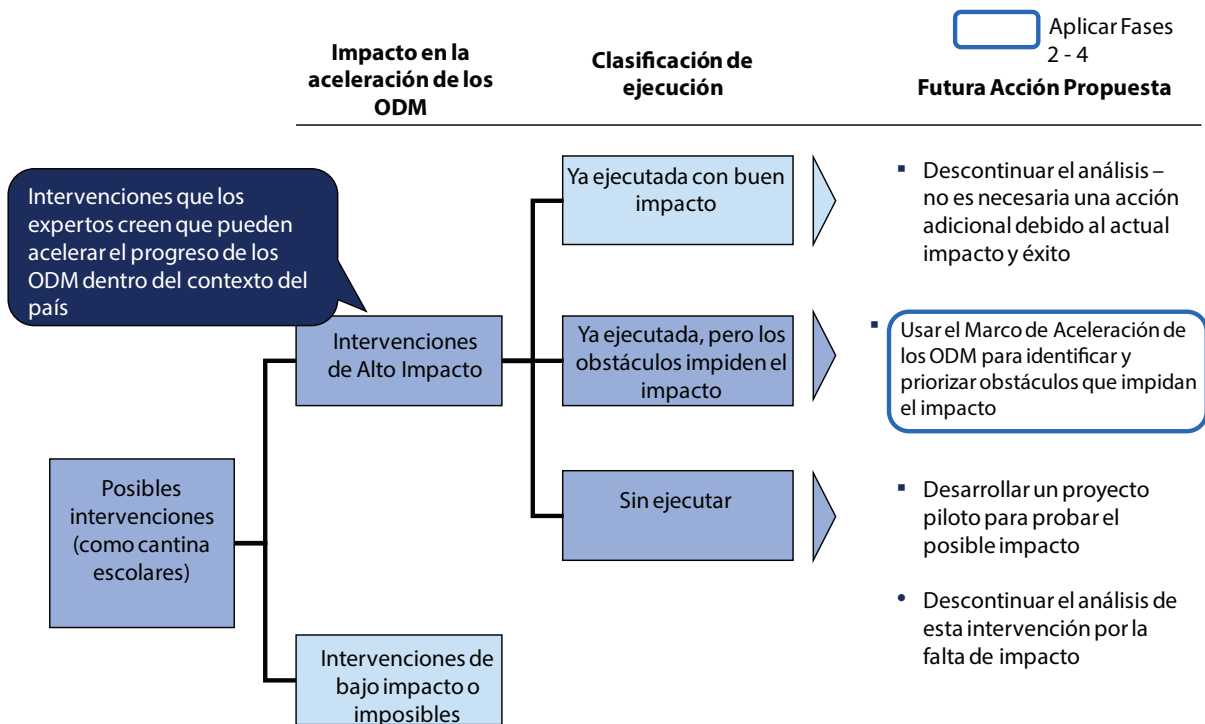 Aplicar Fases
2 - 4
Impacto en la
aceleración de los
ODM
Clasificación de
ejecución
Futura Acción Propuesta
Intervenciones que los
expertos creen que pueden
acelerar el progreso de los
ODM dentro del contexto del
país
Ya ejecutada con buen
impacto
▪ Descontinuar el análisis –
no es necesaria una acción
adicional debido al actual
impacto y éxito
Intervenciones
de Alto Impacto
Ya ejecutada, pero los
obstáculos impiden el
impacto
▪ Usar el Marco de Aceleración de
los ODM para identificar y
priorizar obstáculos que impidan
el impacto
Posibles
intervenciones
(como cantina
escolares)
Sin ejecutar
▪ Desarrollar un proyecto
piloto para probar el
posible impacto
Intervenciones de
bajo impacto o
imposibles
• Descontinuar el análisis de
esta intervención por la
falta de impacto